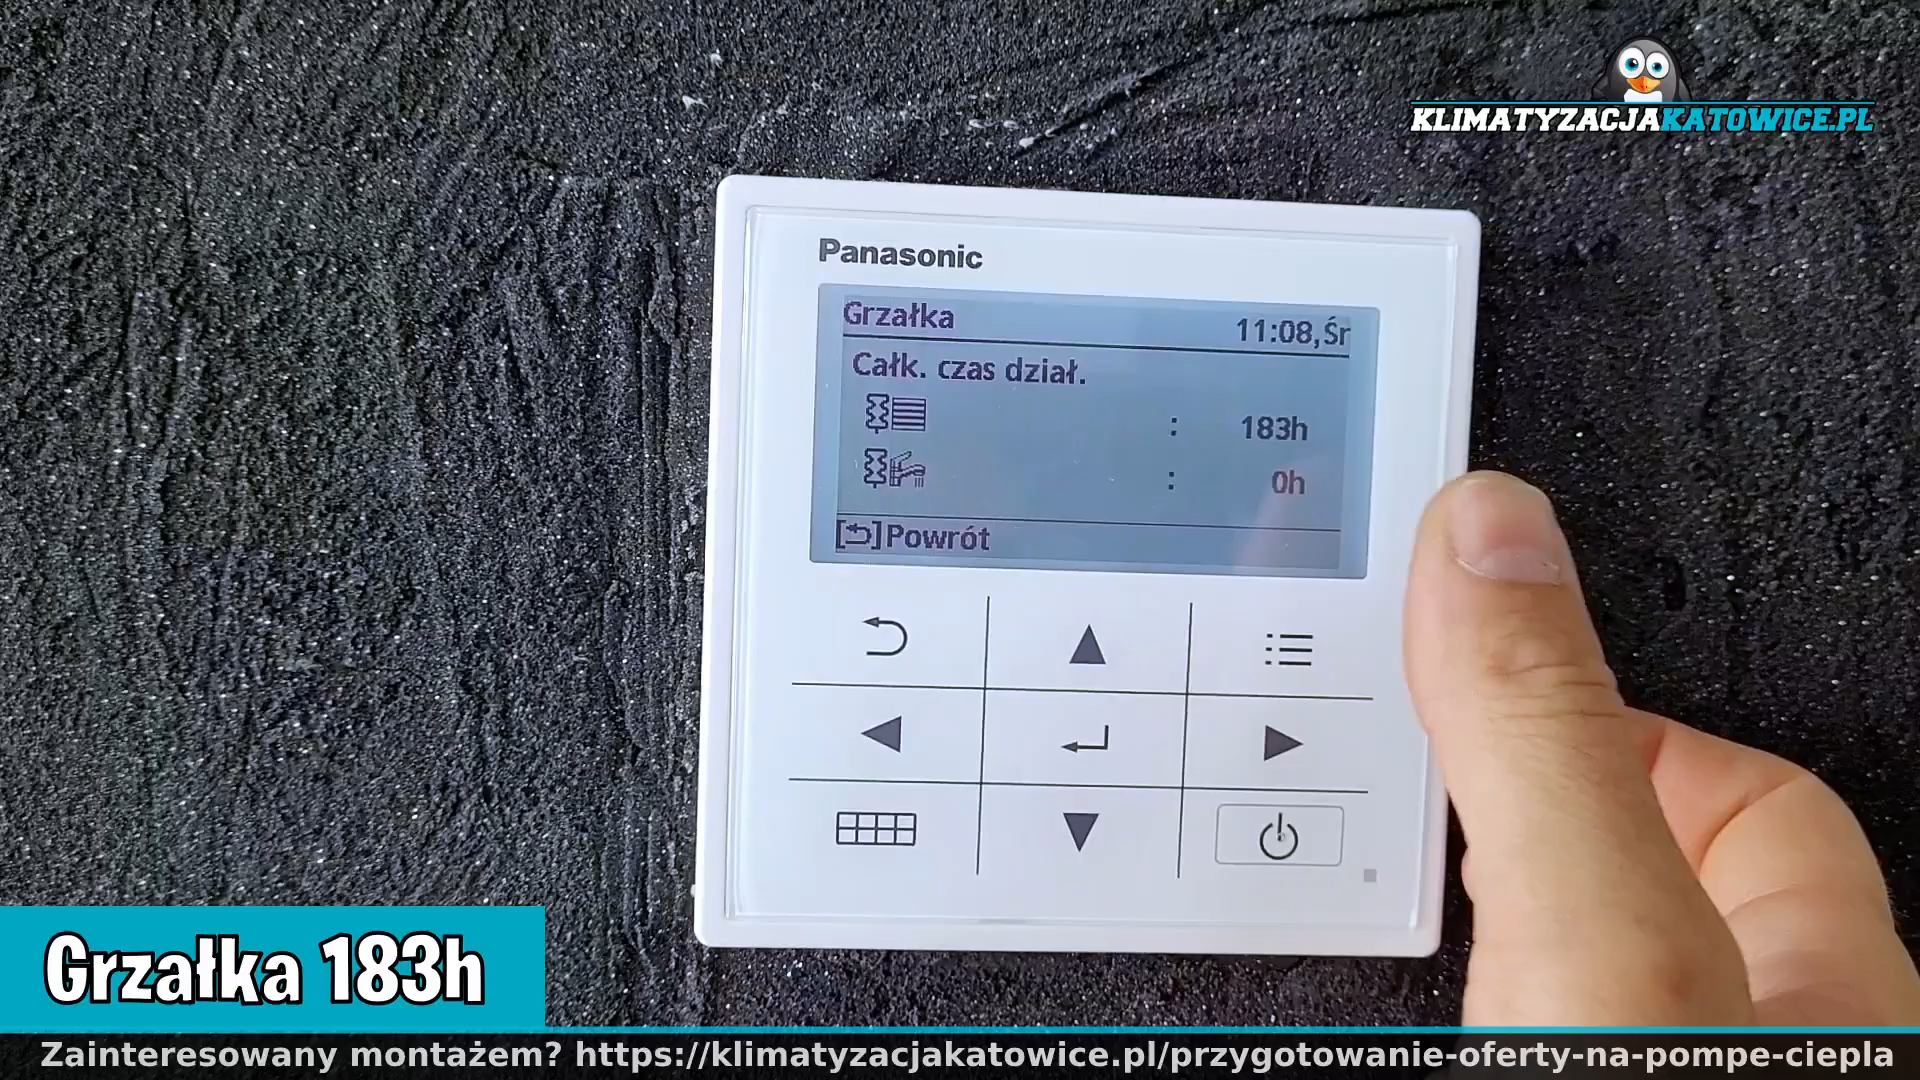 KLIMATYZACJAKATOWICE.PL
Panasonic
Grzałka 11:08,Śr
Całk. czas dział.
: 183h
: 0h
[⮌]Powrót
Grzałka 183h
Zainteresowany montażem? https://klimatyzacjakatowice.pl/przygotowanie-oferty-na-pompe-ciepla